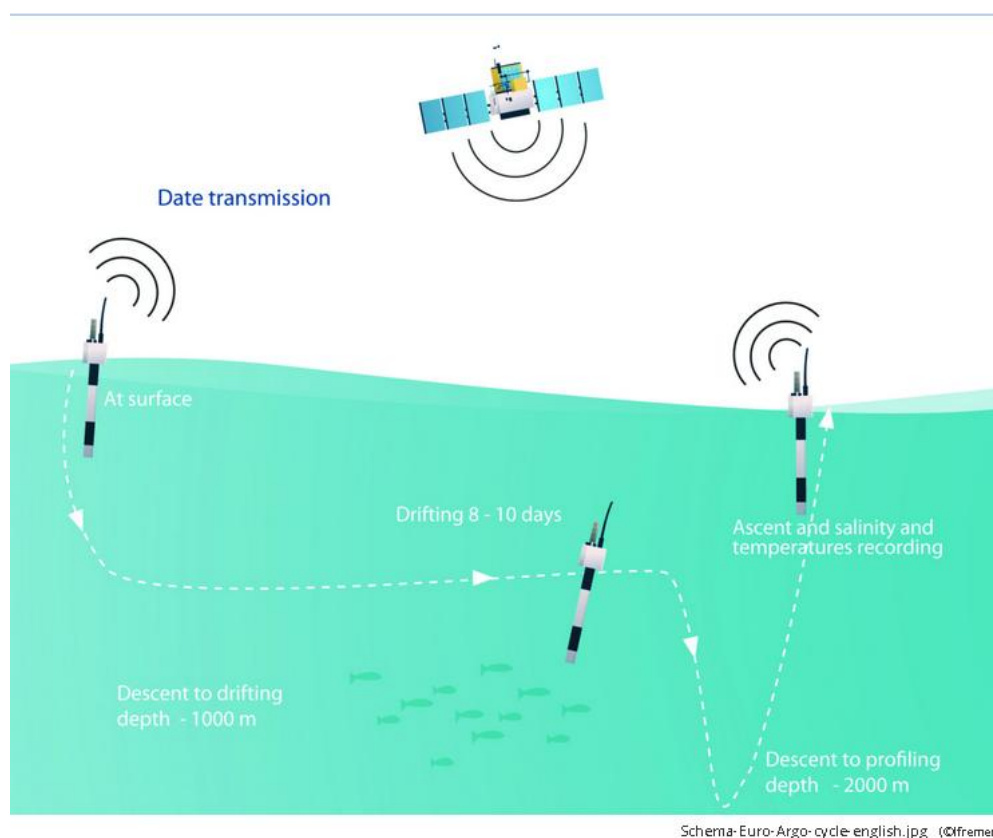 Date transmission
At surface
Drifting 8 - 10 days
Ascent and salinity and
temperatures recording
Descent to drifting
depth - 1000 m
Descent to profiling
depth - 2000 m
Schema-Euro-Argo-cycle-english.jpg (©Ifremer